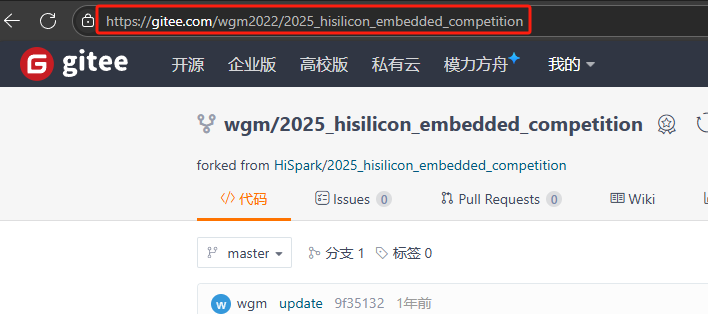 https://gitee.com/wgm2022/2025_hisilicon_embedded_competition
gitee 开源 企业版 高校版 私有云 模力方舟 我的
wgm/2025_hisilicon_embedded_competition
forked from HiSpark/2025_hisilicon_embedded_competition
代码 Issues 0 Pull Requests 0 Wiki
master 分支 1 标签 0
w wgm update 9f35132 1年前